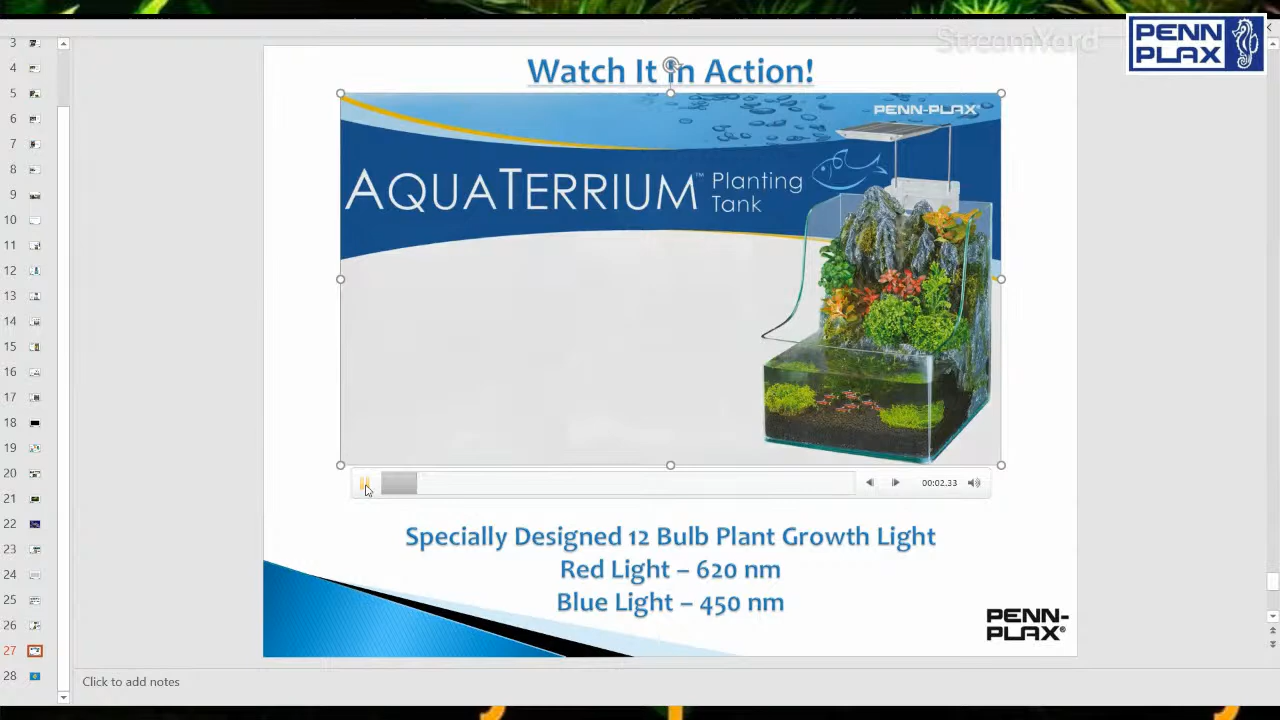 StreamYard
PENN
PLAX
3
4
5
6
7
8
9
10
11
12
13
14
15
16
17
18
19
20
21
22
23
24
25
26
27
28
Watch It in Action!
PENN-PLAX®
AQUATERRIUM™ Planting
Tank
00:02.33
Specially Designed 12 Bulb Plant Growth Light
Red Light – 620 nm
Blue Light – 450 nm
PENN-
PLAX®
Click to add notes